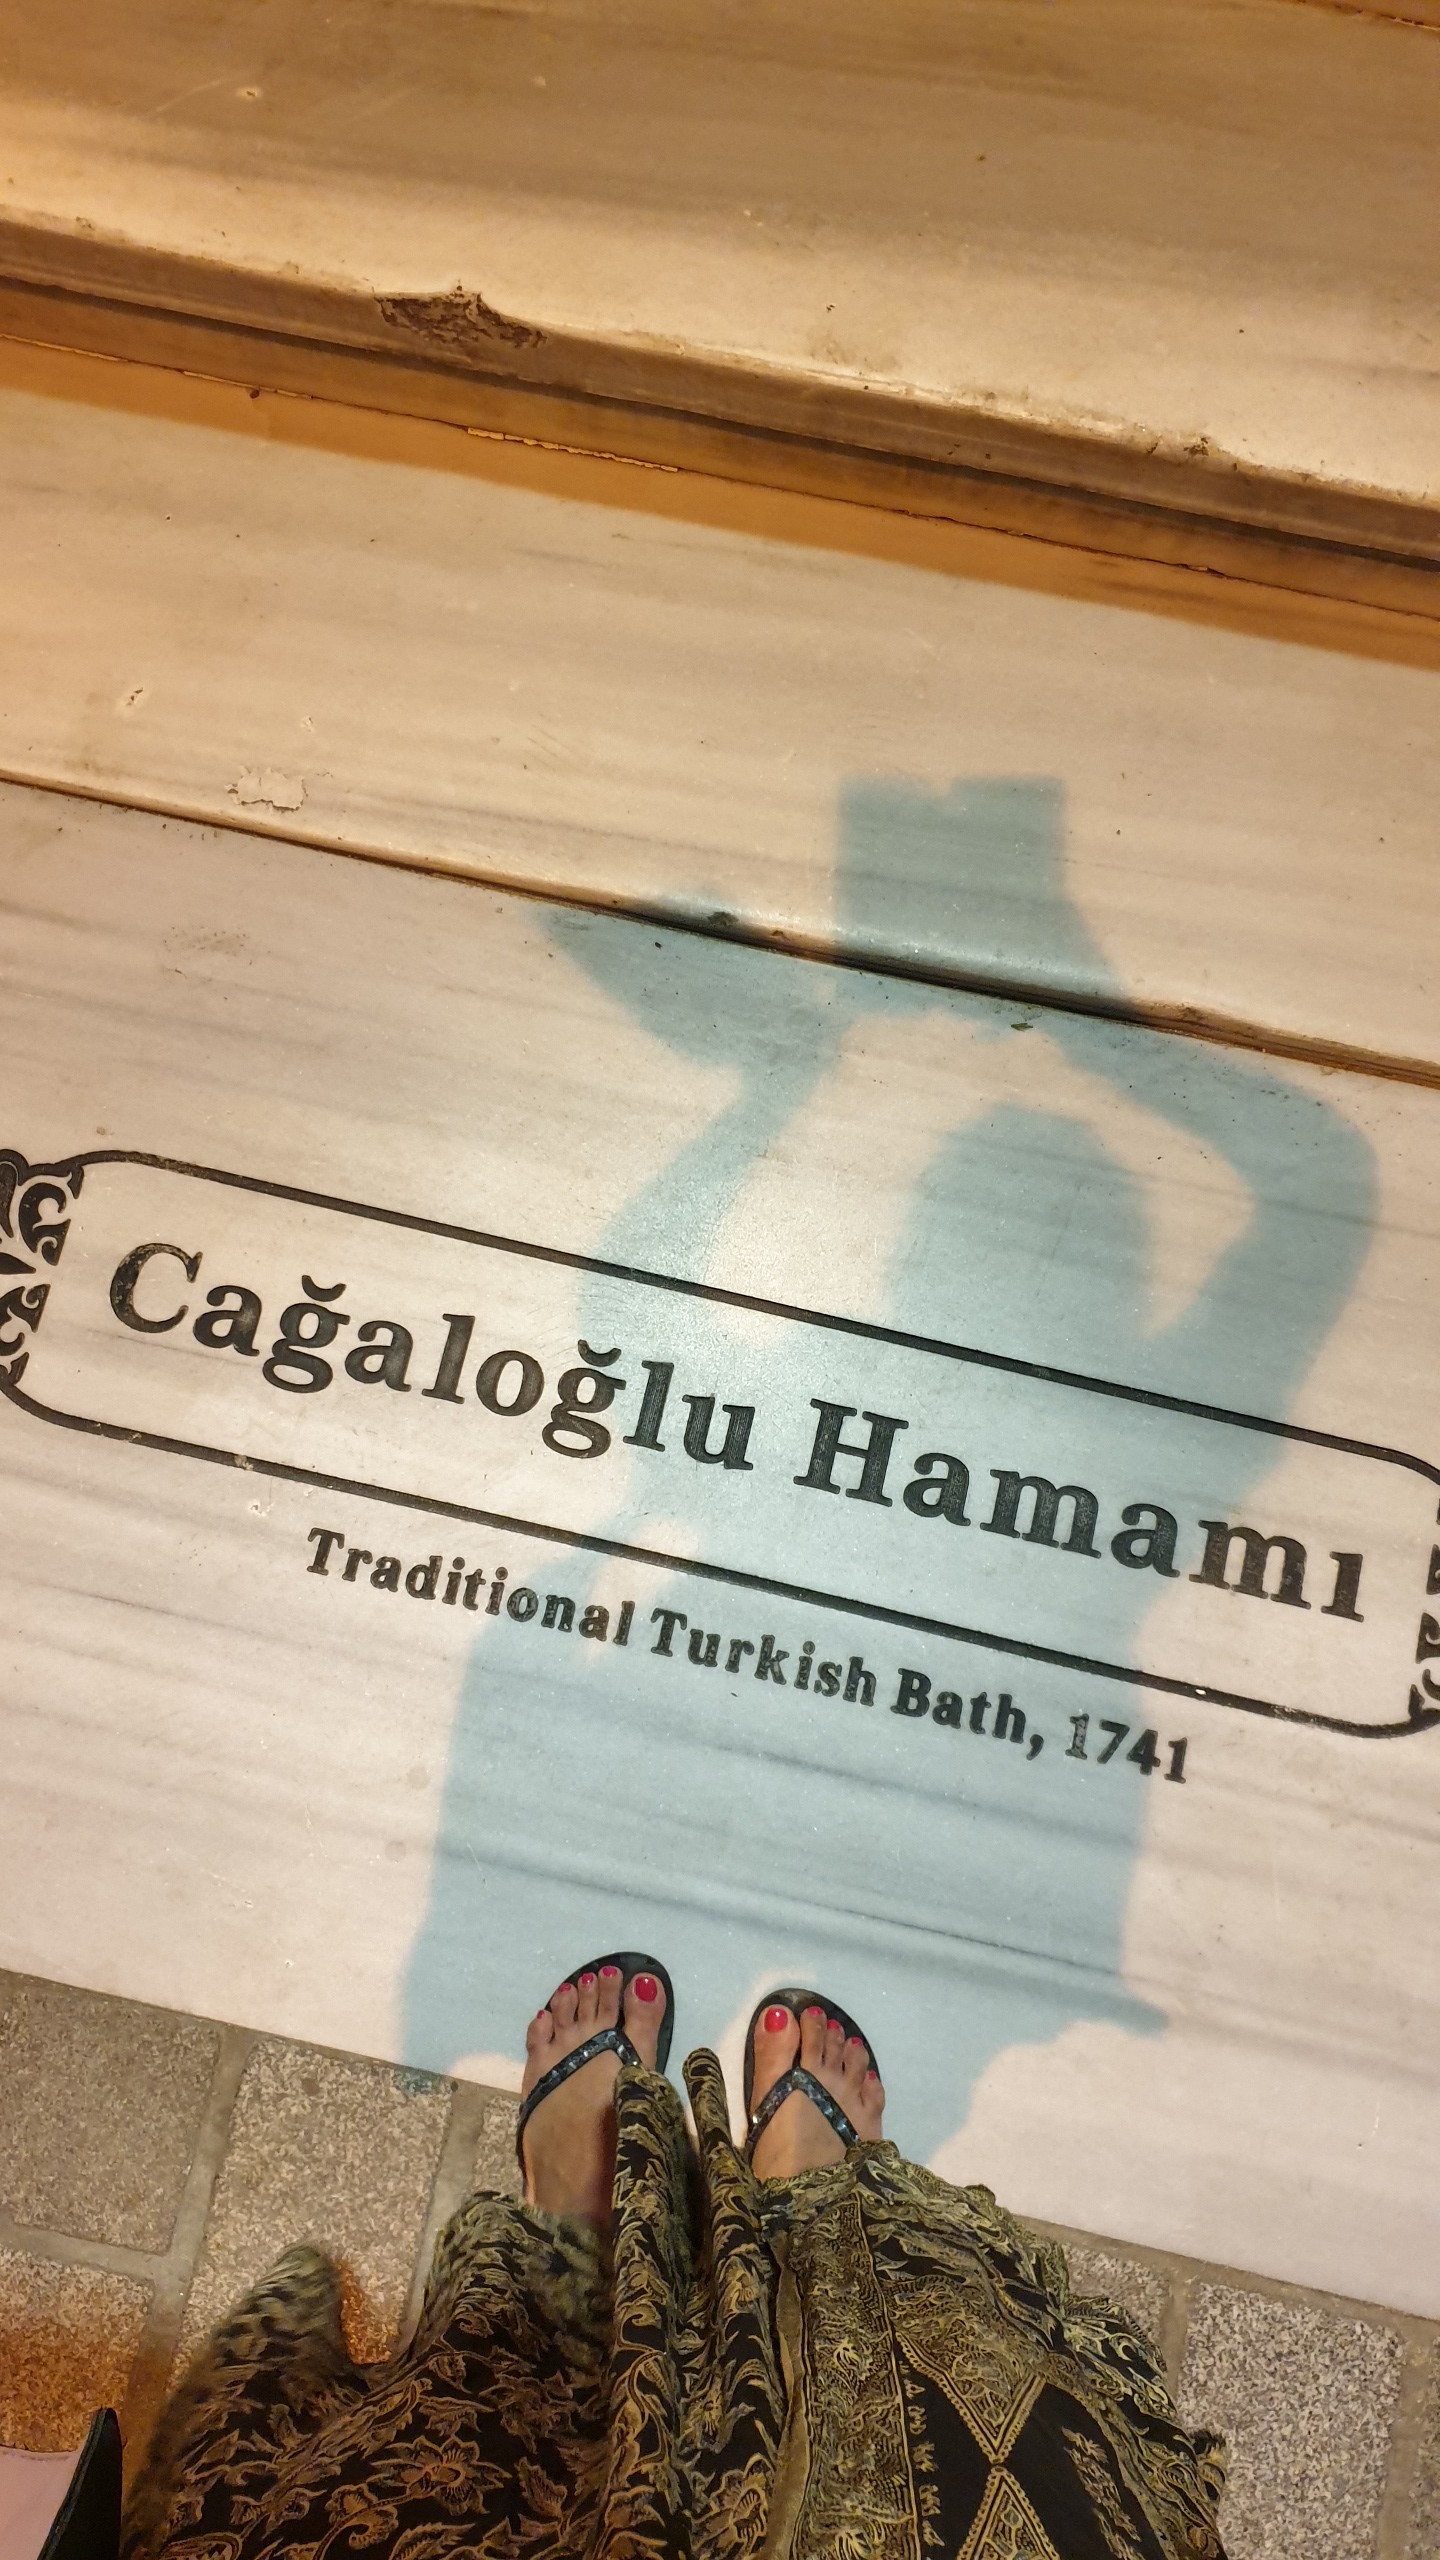 Cağaloğlu Hamamı
Traditional Turkish Bath, 1741